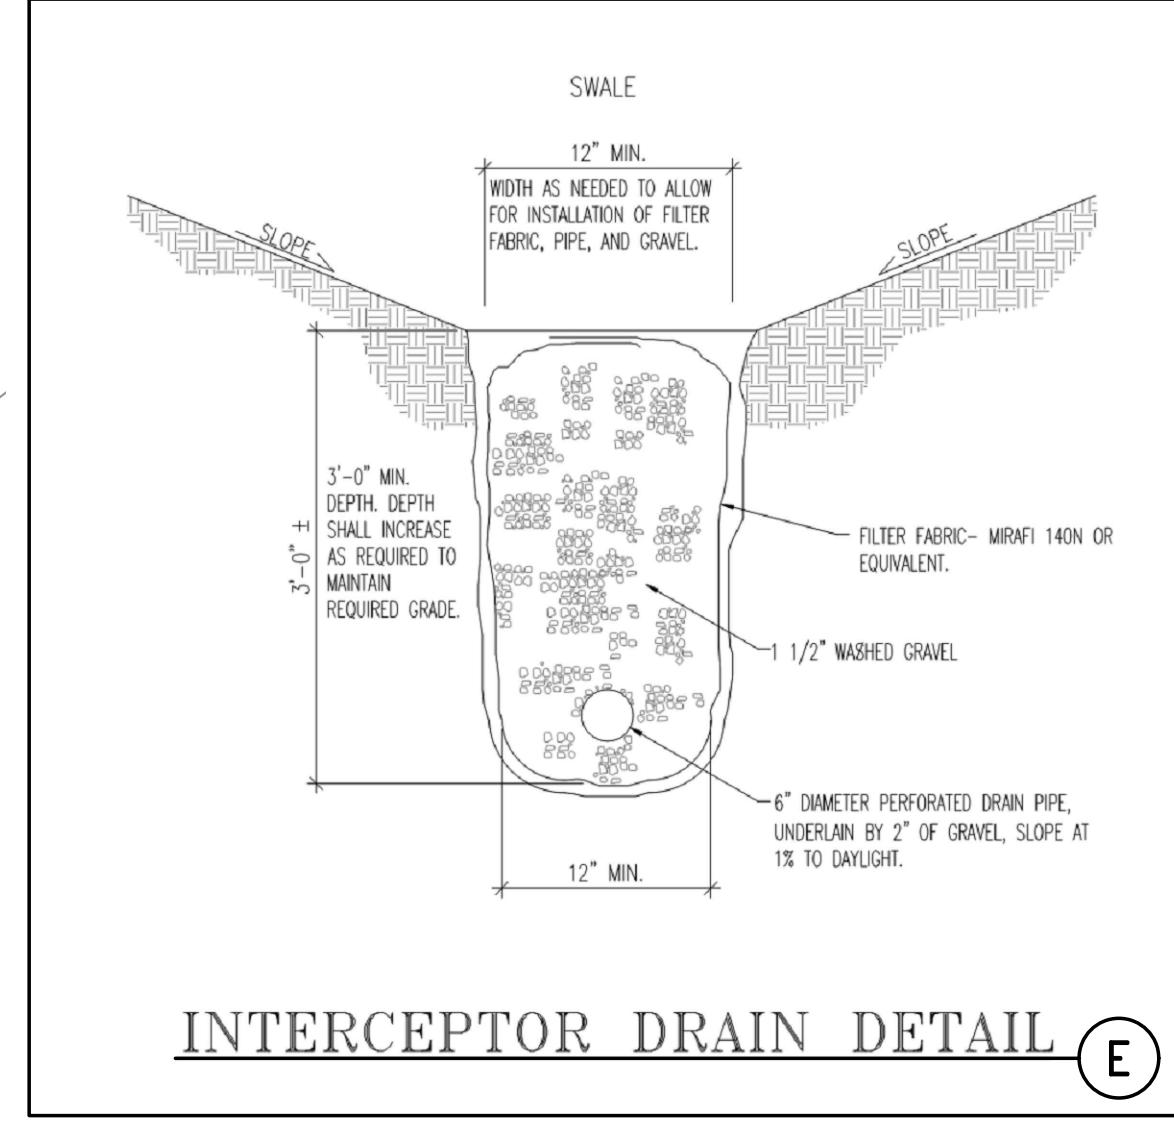 SWALE
12" MIN.
WIDTH AS NEEDED TO ALLOW
FOR INSTALLATION OF FILTER
FABRIC, PIPE, AND GRAVEL.
SLOPE
SLOPE
3'-0" MIN.
DEPTH. DEPTH
SHALL INCREASE
AS REQUIRED TO
MAINTAIN
REQUIRED GRADE.
3'-0" ±
FILTER FABRIC- MIRAFI 140N OR
EQUIVALENT.
1 1/2" WASHED GRAVEL
6" DIAMETER PERFORATED DRAIN PIPE,
UNDERLAIN BY 2" OF GRAVEL, SLOPE AT
1% TO DAYLIGHT.
12" MIN.
INTERCEPTOR DRAIN DETAIL
E